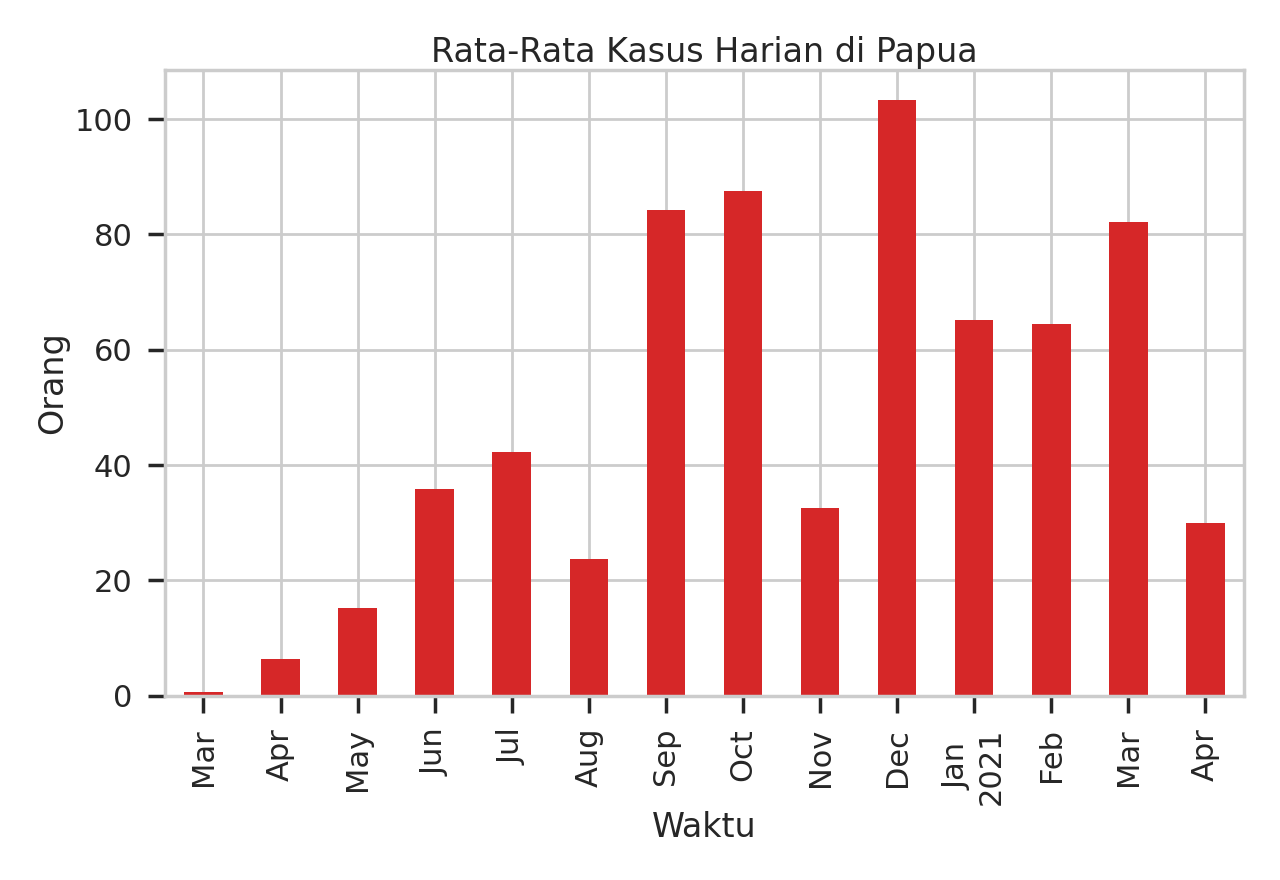 Rata-Rata Kasus Harian di Papua
Orang
100
80
60
40
20
0
Mar
Apr
May
Jun
Jul
Aug
Sep
Oct
Nov
Dec
Jan
2021
Feb
Mar
Apr
Waktu